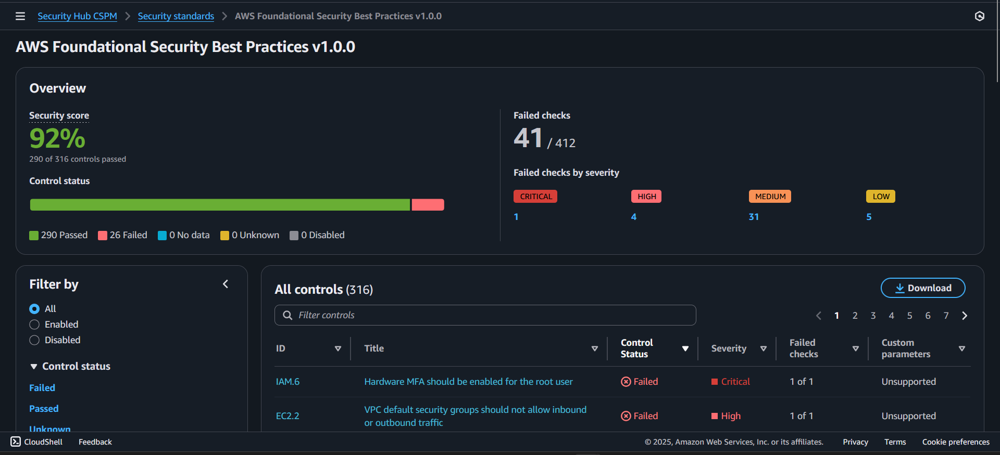 Security Hub CSPM > Security standards > AWS Foundational Security Best Practices v1.0.0
AWS Foundational Security Best Practices v1.0.0
Overview
Security score
92%
290 of 316 controls passed
Control status
290 Passed 26 Failed 0 No data 0 Unknown 0 Disabled
Failed checks
41 / 412
Failed checks by severity
CRITICAL HIGH MEDIUM LOW
1 4 31 5
Filter by
All
Enabled
Disabled
Control status
Failed
Passed
Unknown
All controls (316)
Download
Filter controls
1 2 3 4 5 6 7
ID Title Control Status Severity Failed checks Custom parameters
IAM.6 Hardware MFA should be enabled for the root user Failed Critical 1 of 1 Unsupported
EC2.2 VPC default security groups should not allow inbound or outbound traffic Failed High 1 of 1 Unsupported
CloudShell Feedback © 2025, Amazon Web Services, Inc. or its affiliates. Privacy Terms Cookie preferences